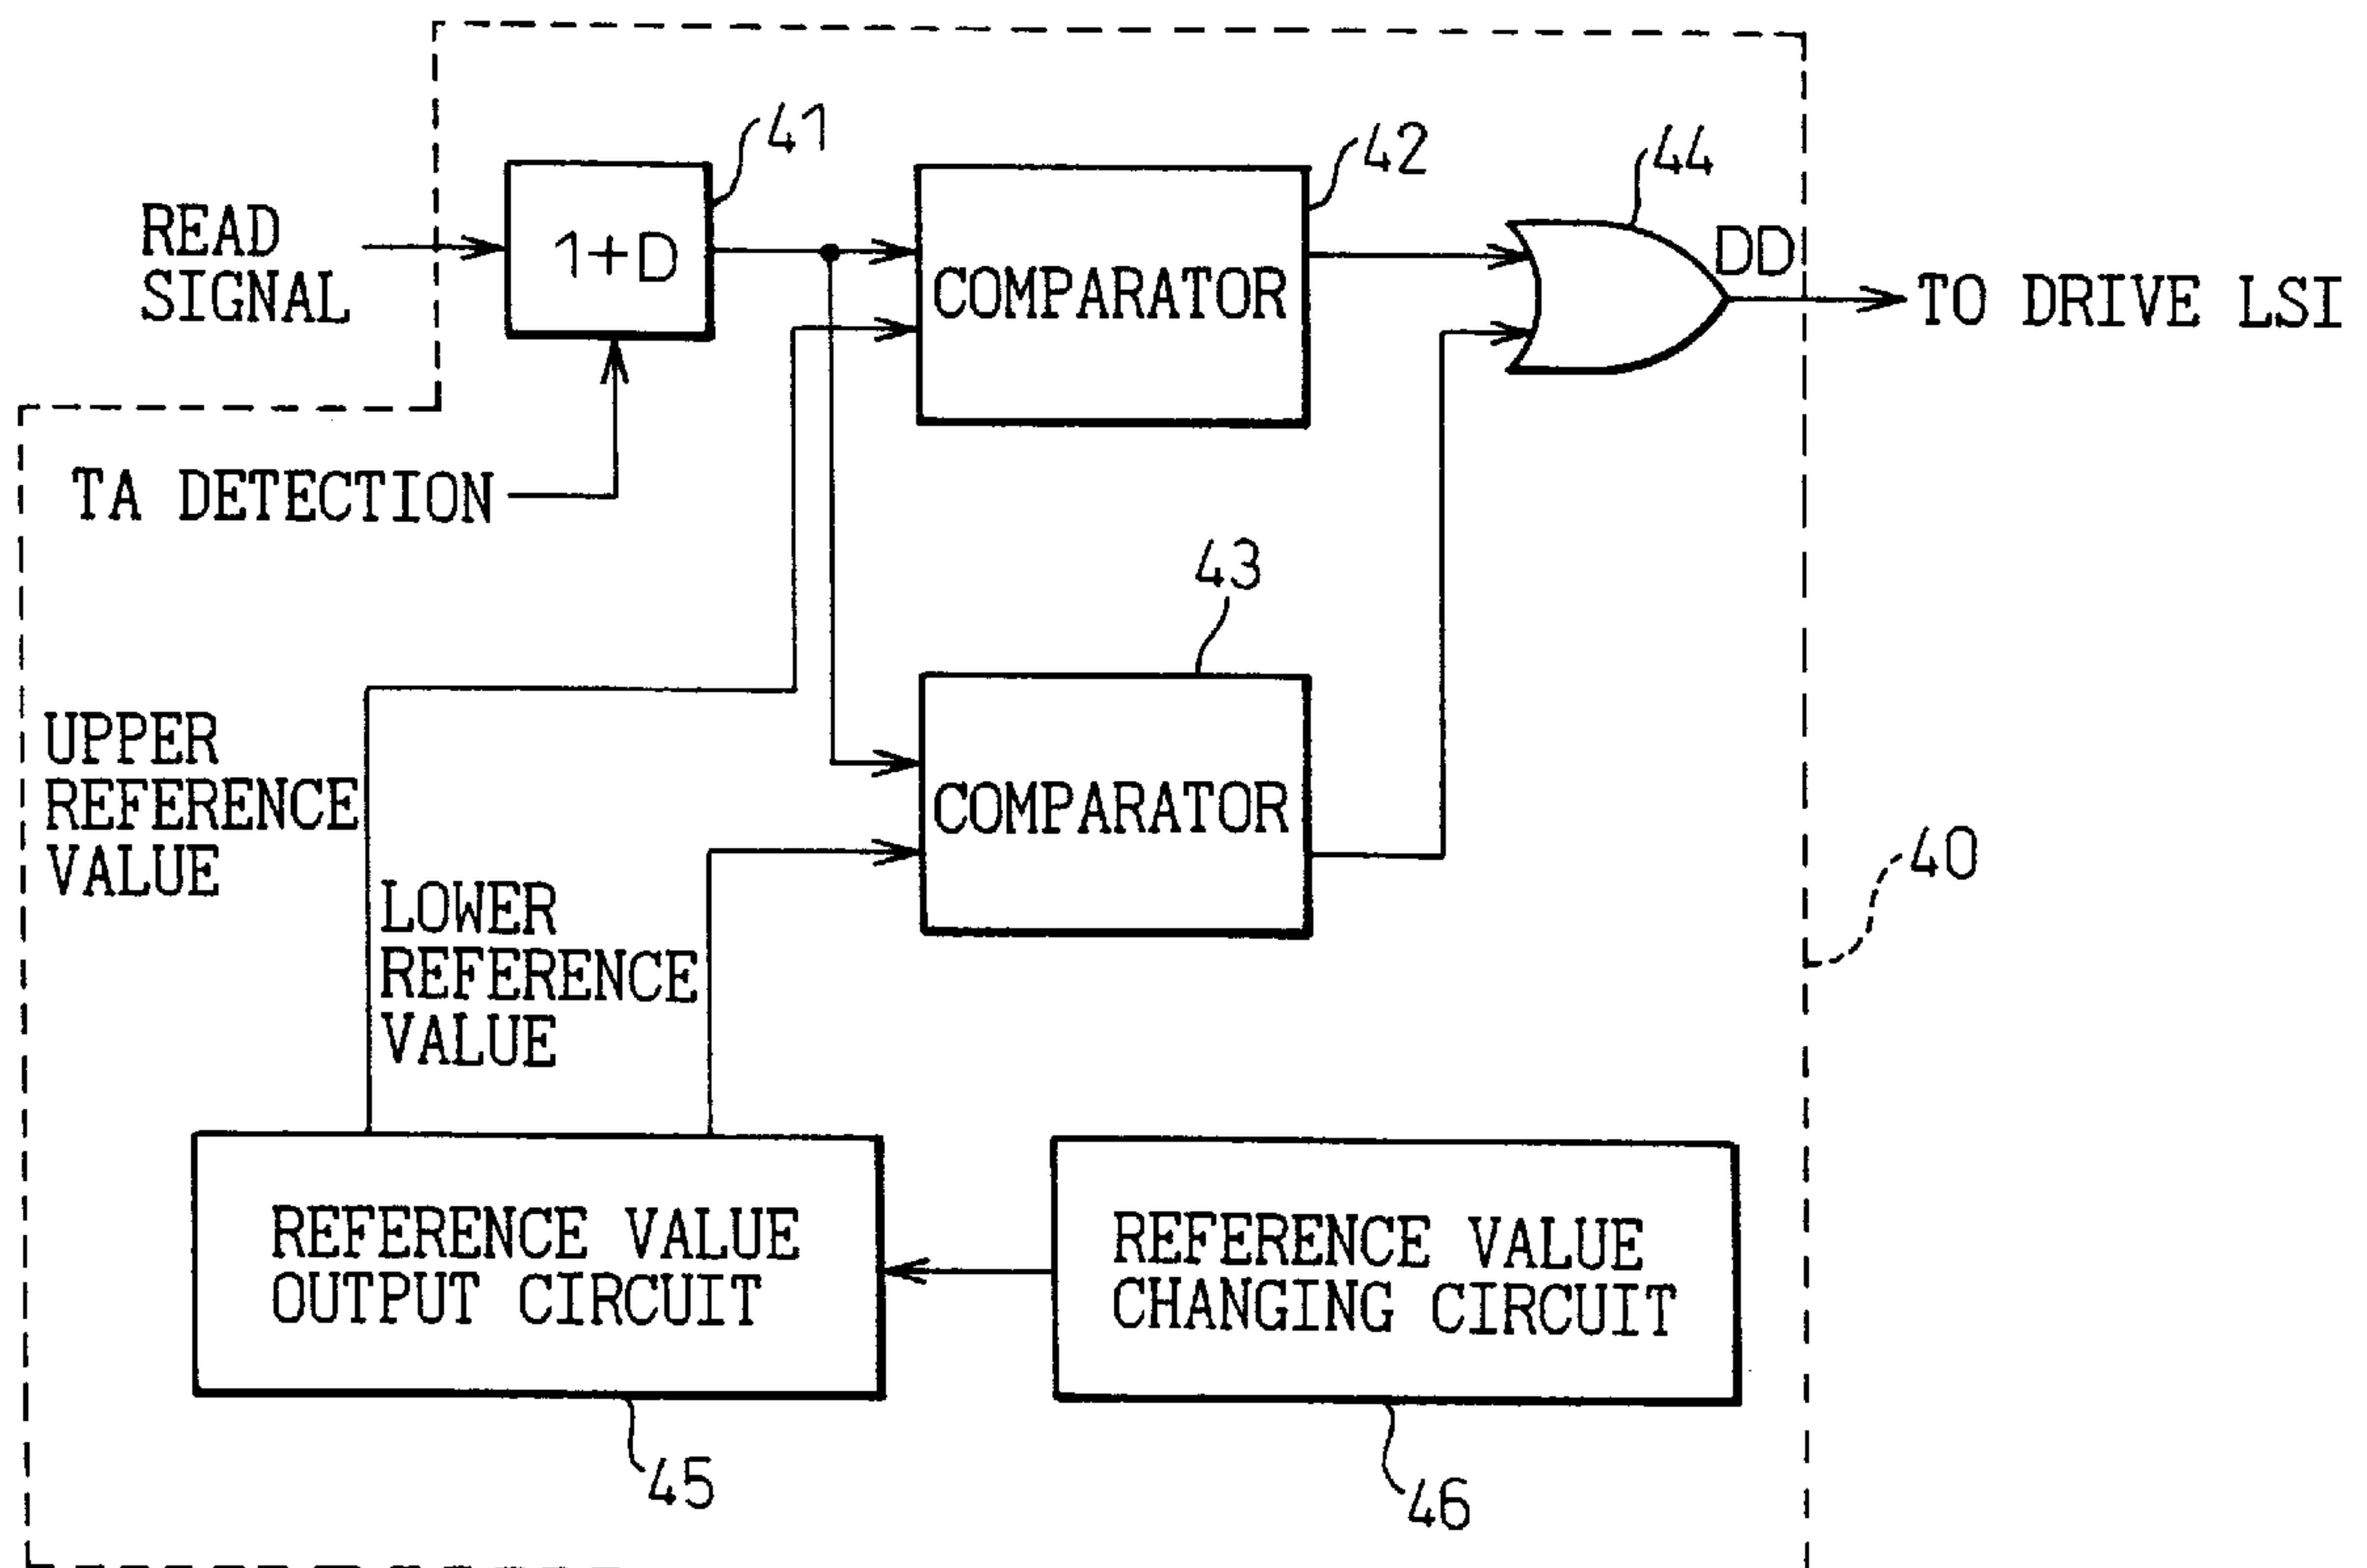 41
42
44
READ
SIGNAL
1+D
COMPARATOR
DD
TO DRIVE LSI
TA DETECTION
43
UPPER
REFERENCE
VALUE
COMPARATOR
40
LOWER
REFERENCE
VALUE
REFERENCE VALUE
OUTPUT CIRCUIT
REFERENCE VALUE
CHANGING CIRCUIT
45
46